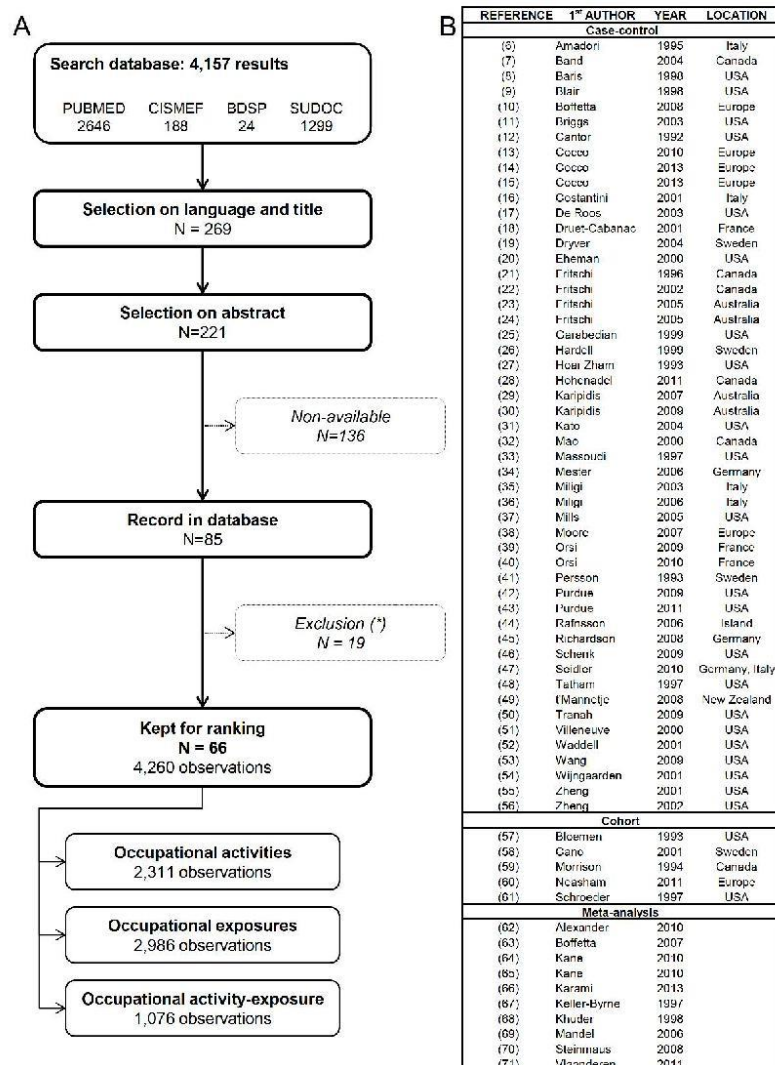 A
Search database: 4,157 results
PUBMED CISMEF BDSP SUDOC
2646 188 24 1299
Selection on language and title
N = 269
Selection on abstract
N=221
Non-available
N=136
Record in database
N=85
Exclusion (*)
N = 19
Kept for ranking
N = 66
4,260 observations
Occupational activities
2,311 observations
Occupational exposures
2,986 observations
Occupational activity-exposure
1,076 observations
B
REFERENCE 1st AUTHOR YEAR LOCATION
Case-control
(6) Amadori 1995 Italy
(7) Band 2004 Canada
(8) Baris 1998 USA
(9) Blair 1998 USA
(10) Boffetta 2008 Europe
(11) Briggs 2003 USA
(12) Cantor 1992 USA
(13) Cocco 2010 Europe
(14) Cocco 2013 Europe
(15) Cocco 2013 Europe
(16) Costantini 2001 Italy
(17) De Roos 2003 USA
(18) Druet-Cabanac 2001 France
(19) Dryver 2004 Sweden
(20) Eheman 2000 USA
(21) Fritschi 1996 Canada
(22) Fritschi 2002 Canada
(23) Fritschi 2005 Australia
(24) Fritschi 2005 Australia
(25) Garabedian 1999 USA
(26) Hardell 1999 Sweden
(27) Hoar Zham 1993 USA
(28) Hohenadel 2011 Canada
(29) Karipidis 2007 Australia
(30) Karipidis 2009 Australia
(31) Kato 2004 USA
(32) Mao 2000 Canada
(33) Massoudi 1997 USA
(34) Mester 2006 Germany
(35) Miligi 2003 Italy
(36) Miligi 2006 Italy
(37) Mills 2005 USA
(38) Moore 2007 Europe
(39) Orsi 2009 France
(40) Orsi 2010 France
(41) Persson 1993 Sweden
(42) Purdue 2009 USA
(43) Purdue 2011 USA
(44) Rafnsson 2006 Island
(45) Richardson 2008 Germany
(46) Schenk 2009 USA
(47) Seidler 2010 Germany, Italy
(48) Tatham 1997 USA
(49) t'Mannetje 2008 New Zealand
(50) Tranah 2009 USA
(51) Villeneuve 2000 USA
(52) Waddell 2001 USA
(53) Wang 2009 USA
(54) Wijngaarden 2001 USA
(55) Zheng 2001 USA
(56) Zheng 2002 USA
Cohort
(57) Bloemen 1993 USA
(58) Cano 2001 Sweden
(59) Morrison 1994 Canada
(60) Neasham 2011 Europe
(61) Schroeder 1997 USA
Meta-analysis
(62) Alexander 2010
(63) Boffetta 2007
(64) Kane 2010
(65) Kane 2010
(66) Karami 2013
(67) Keller-Byrne 1997
(68) Khuder 1998
(69) Mandel 2006
(70) Steinmaus 2008
(71) Vlaanderen 2011